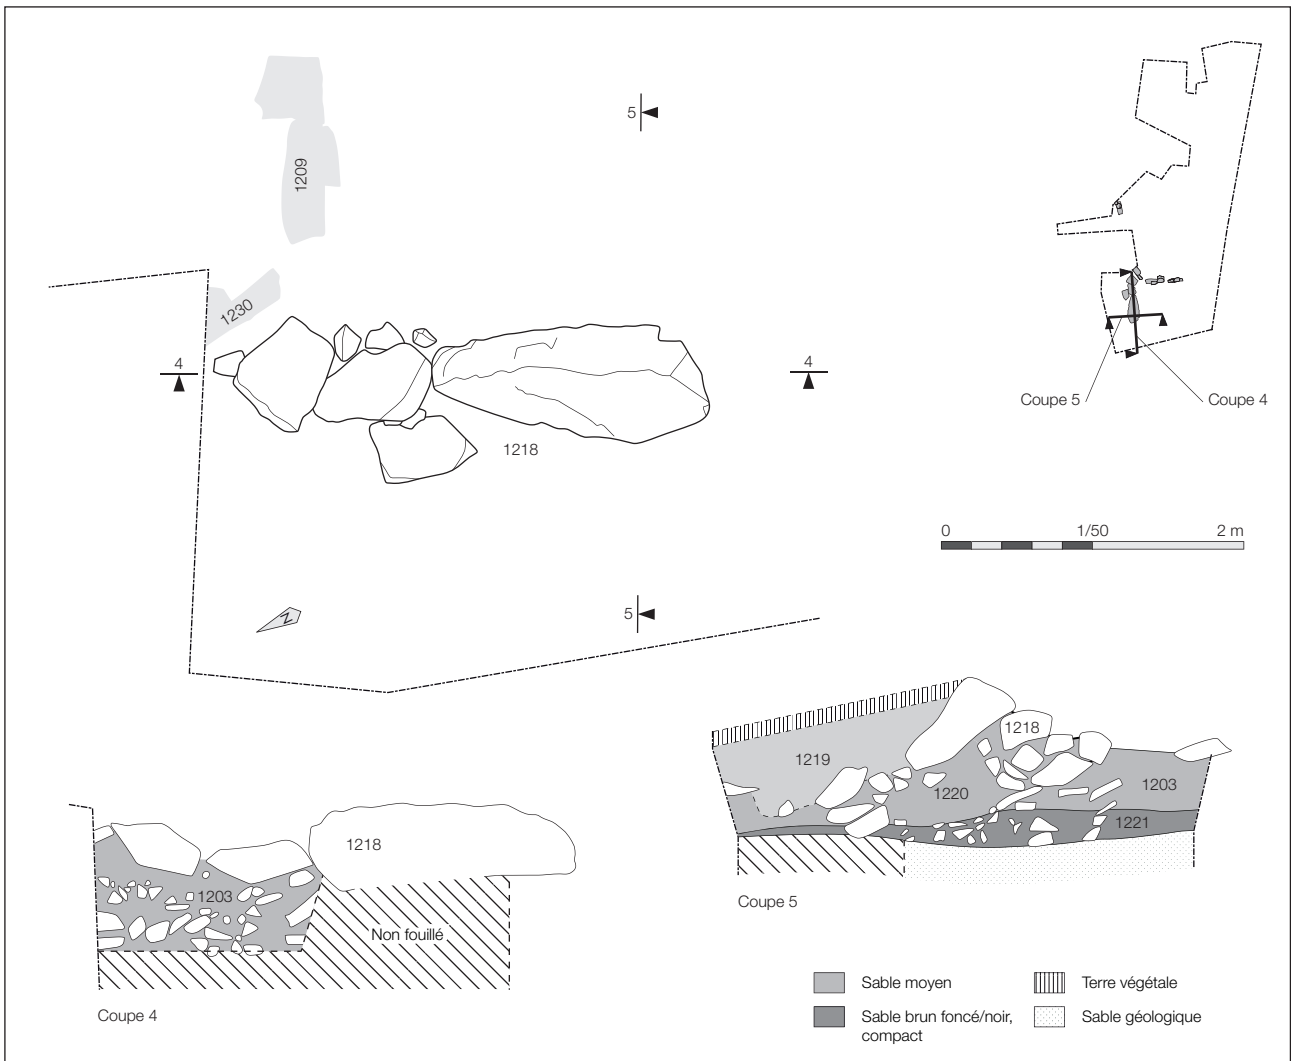 5
1209
1230
4
4
1218
Coupe 5
Coupe 4
0 1/50 2 m
N
5
1218
1219
1220
1203
1221
Coupe 5
1218
1203
Non fouillé
Coupe 4
Sable moyen
Terre végétale
Sable brun foncé/noir,
compact
Sable géologique